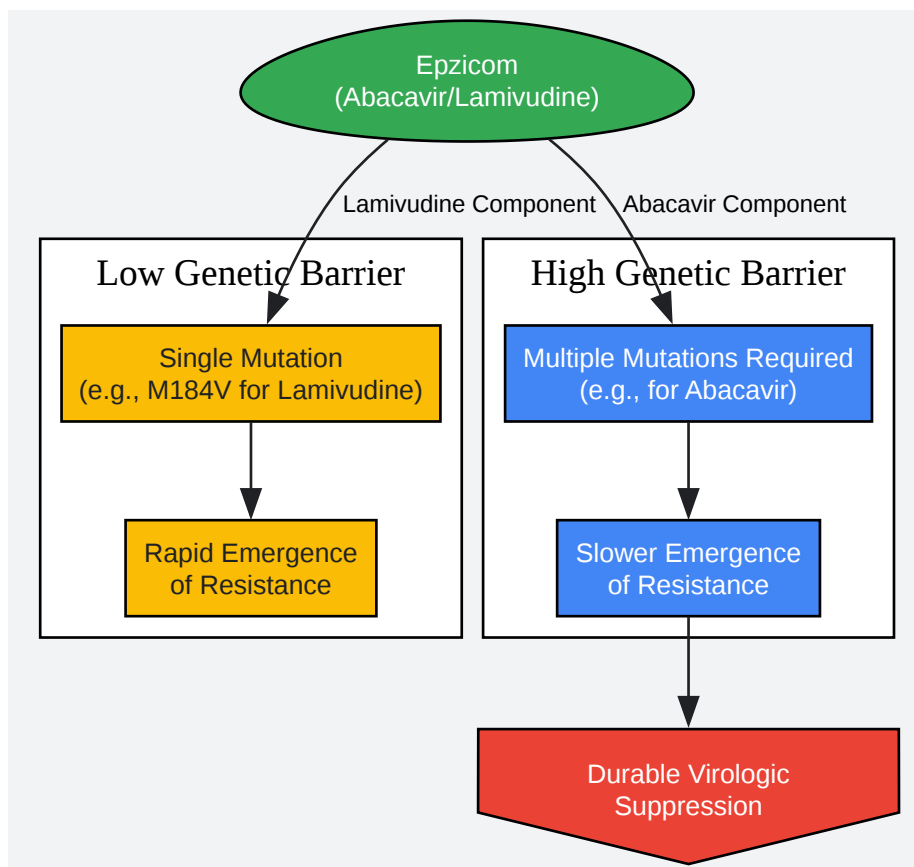 Epzicom
(Abacavir/Lamivudine)
Lamivudine Component
Abacavir Component
Low Genetic Barrier
Single Mutation
(e.g., M184V for Lamivudine)
Rapid Emergence
of Resistance
High Genetic Barrier
Multiple Mutations Required
(e.g., for Abacavir)
Slower Emergence
of Resistance
Durable Virologic
Suppression